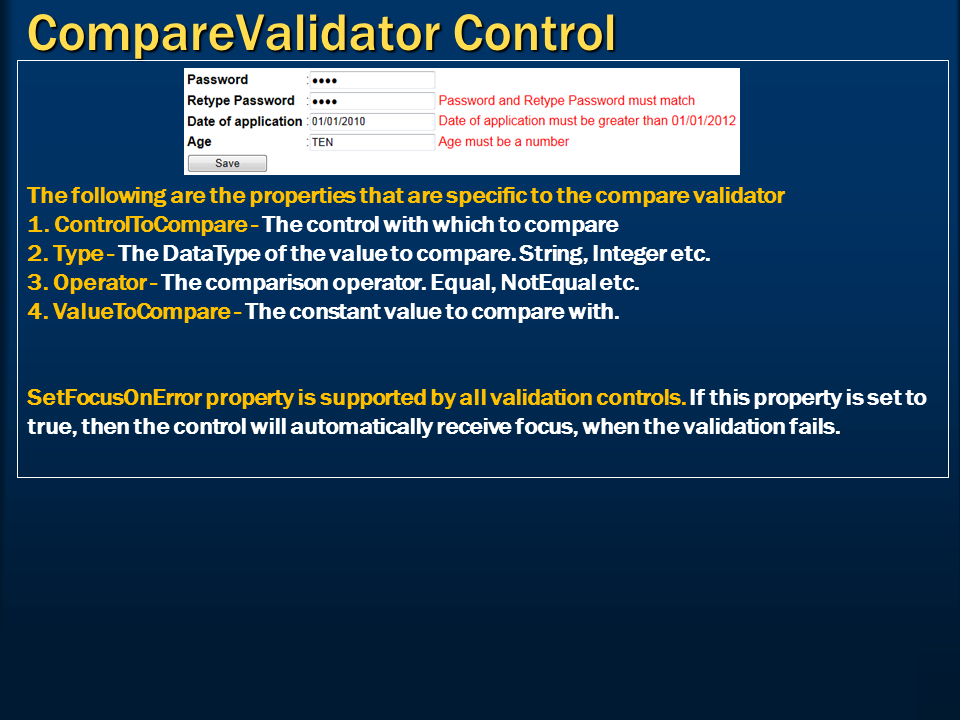 CompareValidator Control
Password :••••
Retype Password :•••• Password and Retype Password must match
Date of application :01/01/2010 Date of application must be greater than 01/01/2012
Age :TEN Age must be a number
Save
The following are the properties that are specific to the compare validator
1. ControlToCompare - The control with which to compare
2. Type - The DataType of the value to compare. String, Integer etc.
3. Operator - The comparison operator. Equal, NotEqual etc.
4. ValueToCompare - The constant value to compare with.
SetFocusOnError property is supported by all validation controls. If this property is set to
true, then the control will automatically receive focus, when the validation fails.